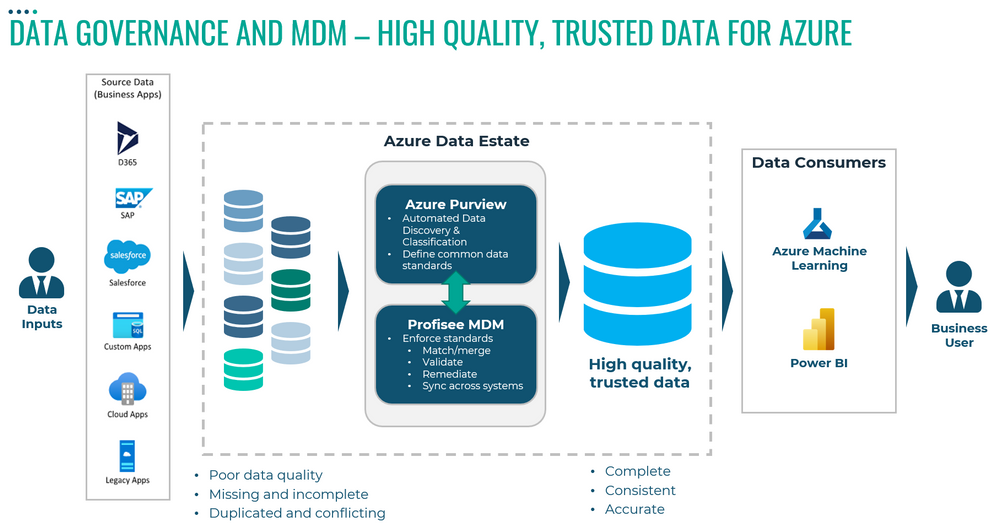 DATA GOVERNANCE AND MDM – HIGH QUALITY, TRUSTED DATA FOR AZURE
Source Data
(Business Apps)
D365
SAP
SAP
salesforce
Salesforce
SQL
Custom Apps
Cloud Apps
Legacy Apps
Data
Inputs
Azure Data Estate
Azure Purview
• Automated Data
Discovery &
Classification
• Define common data
standards
Profisee MDM
• Enforce standards
• Match/merge
• Validate
• Remediate
• Sync across systems
High quality,
trusted data
Data Consumers
Azure Machine
Learning
Power BI
Business
User
• Poor data quality
• Missing and incomplete
• Duplicated and conflicting
• Complete
• Consistent
• Accurate